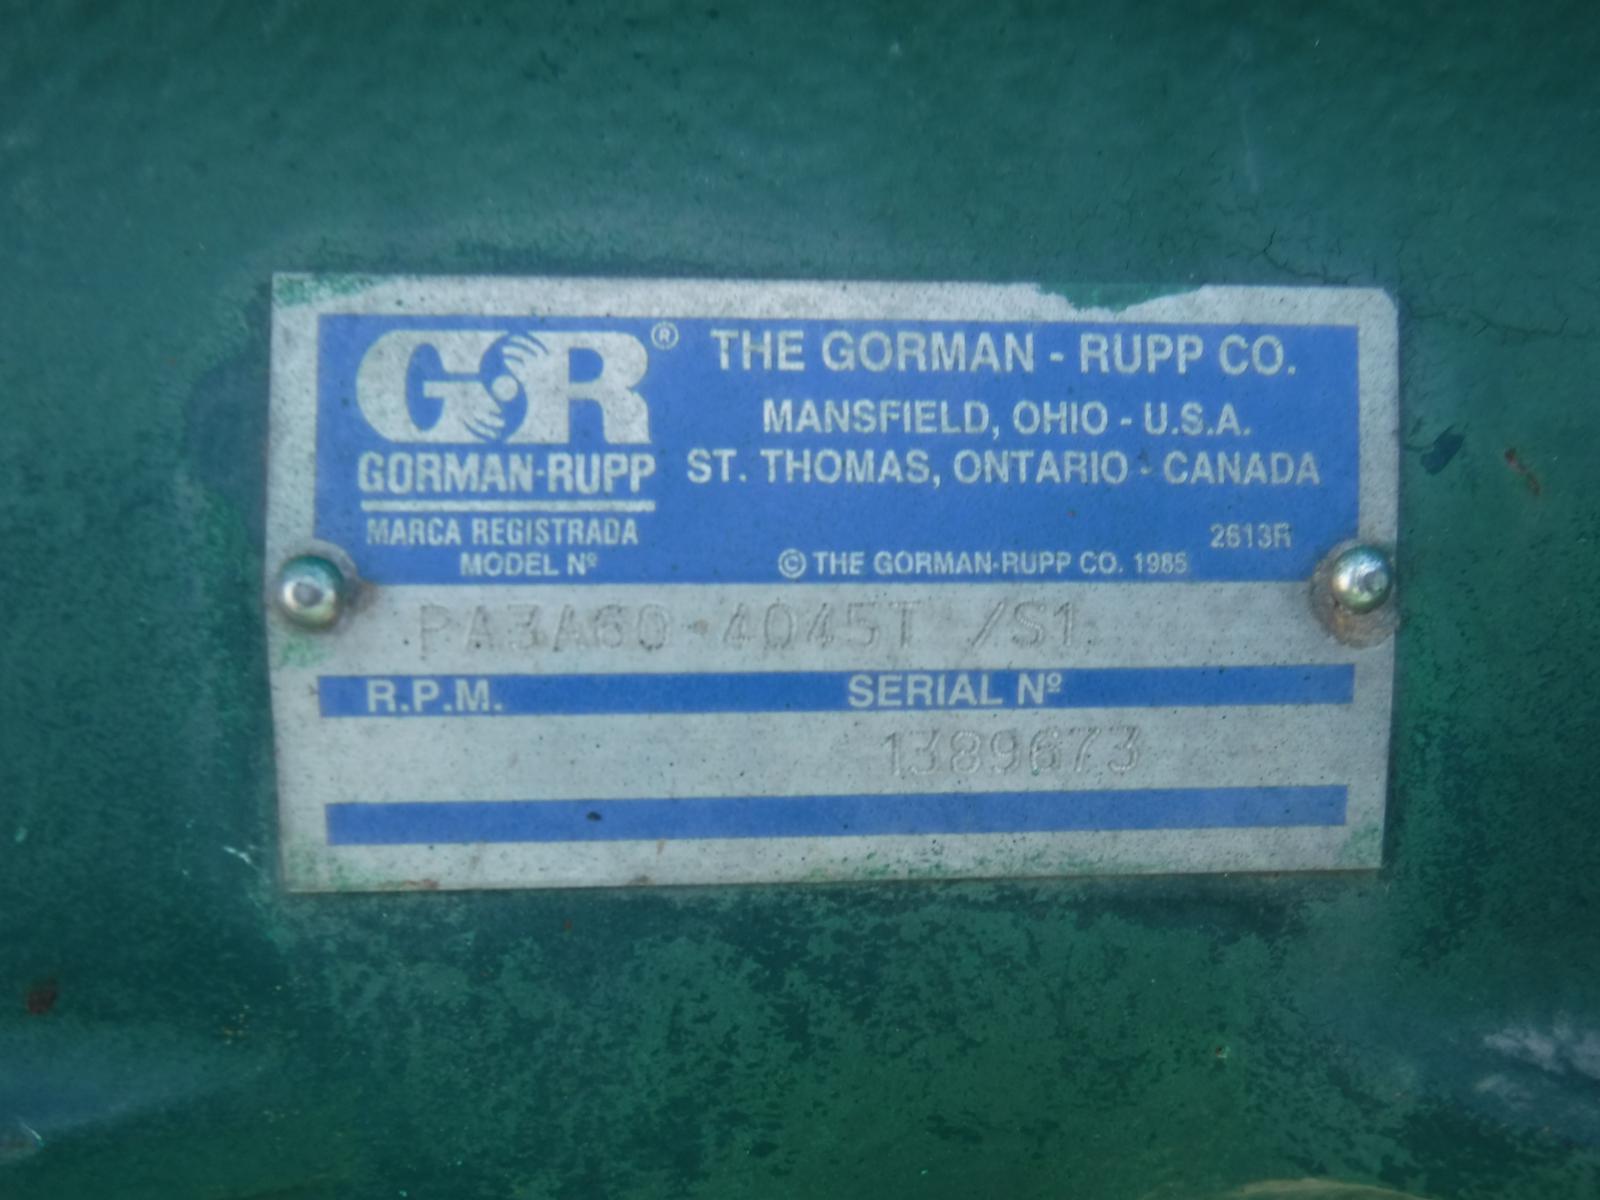 GR®
GORMAN-RUPP
MARCA REGISTRADA
THE GORMAN - RUPP CO.
MANSFIELD, OHIO - U.S.A.
ST. THOMAS, ONTARIO - CANADA
2613R
MODEL Nº
© THE GORMAN-RUPP CO. 1985
PA3A60-4045T /S1
R.P.M.
SERIAL Nº
1389673